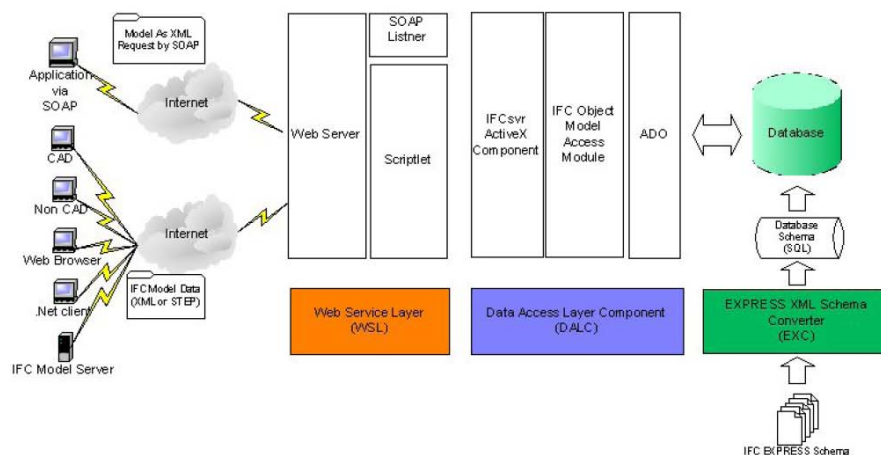 Model As XML
Request by SOAP
Application
via
SOAP
Internet
CAD
Non CAD
Web Browser
.Net client
IFC Model Server
Internet
IFC Model Data
(XML or STEP)
Web Server
SOAP
Listner
Scriptlet
IFCsvr
ActiveX
Component
IFC Object
Model
Access
Module
ADO
Database
Database
Schema
(SQL)
Web Service Layer
(WSL)
Data Access Layer Component
(DALC)
EXPRESS XML Schema
Converter
(EXC)
IFC EXPRESS Schema